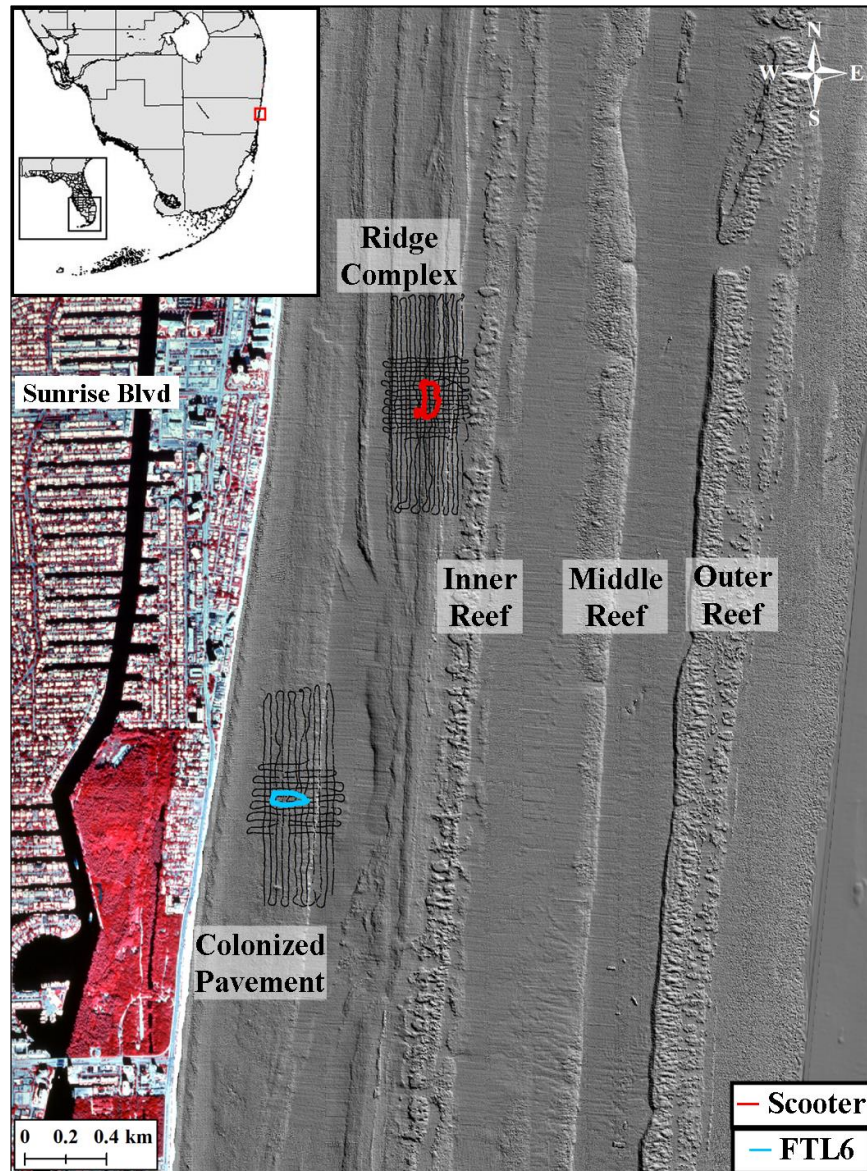 N
W E
S
Ridge
Complex
Sunrise Blvd
Inner
Reef
Middle
Reef
Outer
Reef
Colonized
Pavement
Scooter
FTL6
0 0.2 0.4 km